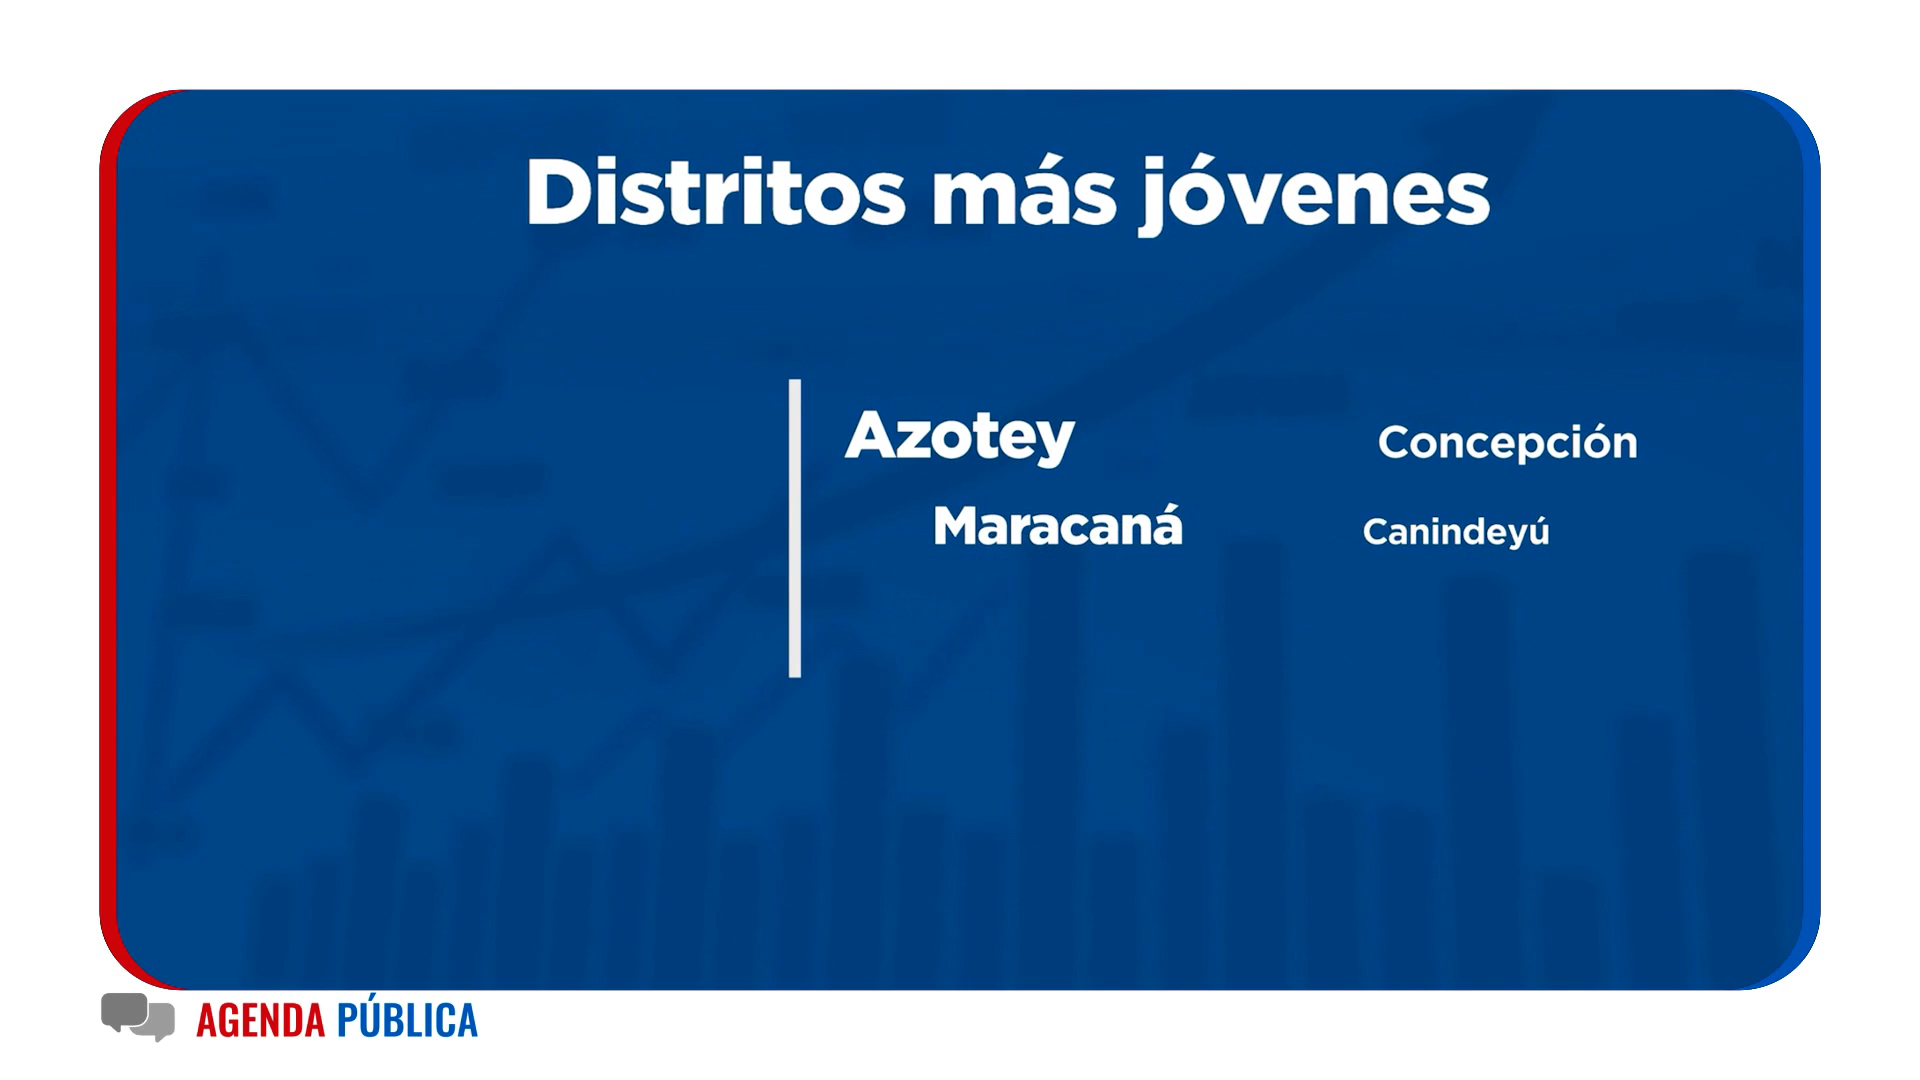 Distritos más jóvenes
Azotey Concepción
Maracaná Canindeyú
AGENDA PÚBLICA